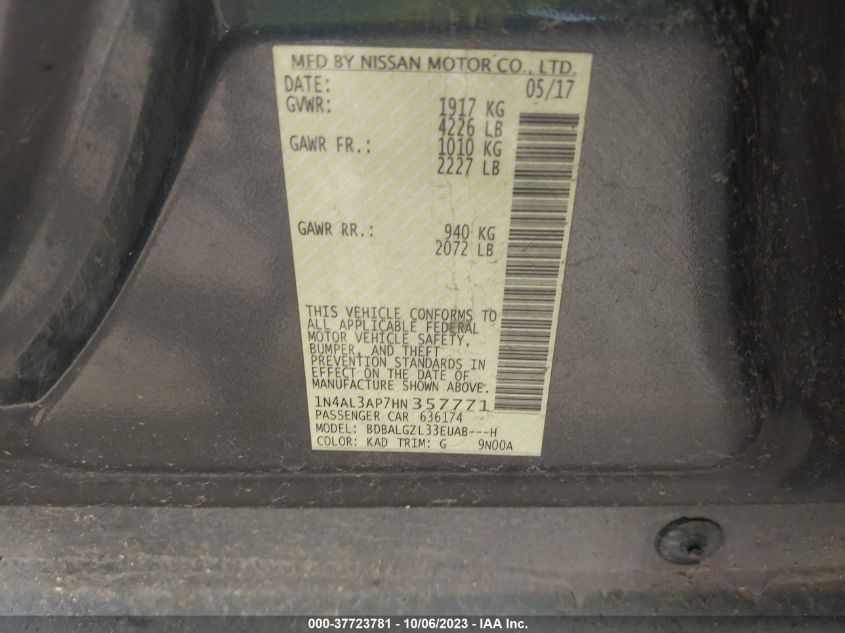 MFD BY NISSAN MOTOR CO., LTD.
DATE: 05/17
GVWR: 1917 KG
4226 LB
GAWR FR.: 1010 KG
2227 LB
GAWR RR.: 940 KG
2072 LB
THIS VEHICLE CONFORMS TO
ALL APPLICABLE FEDERAL
MOTOR VEHICLE SAFETY,
BUMPER, AND THEFT
PREVENTION STANDARDS IN
EFFECT ON THE DATE OF
MANUFACTURE SHOWN ABOVE.
1N4AL3AP7HN357771
PASSENGER CAR 636174
MODEL: BDBALGZL33EUAB---H
COLOR: KAD TRIM: G 9N00A
000-37723781 - 10/06/2023 - IAA Inc.